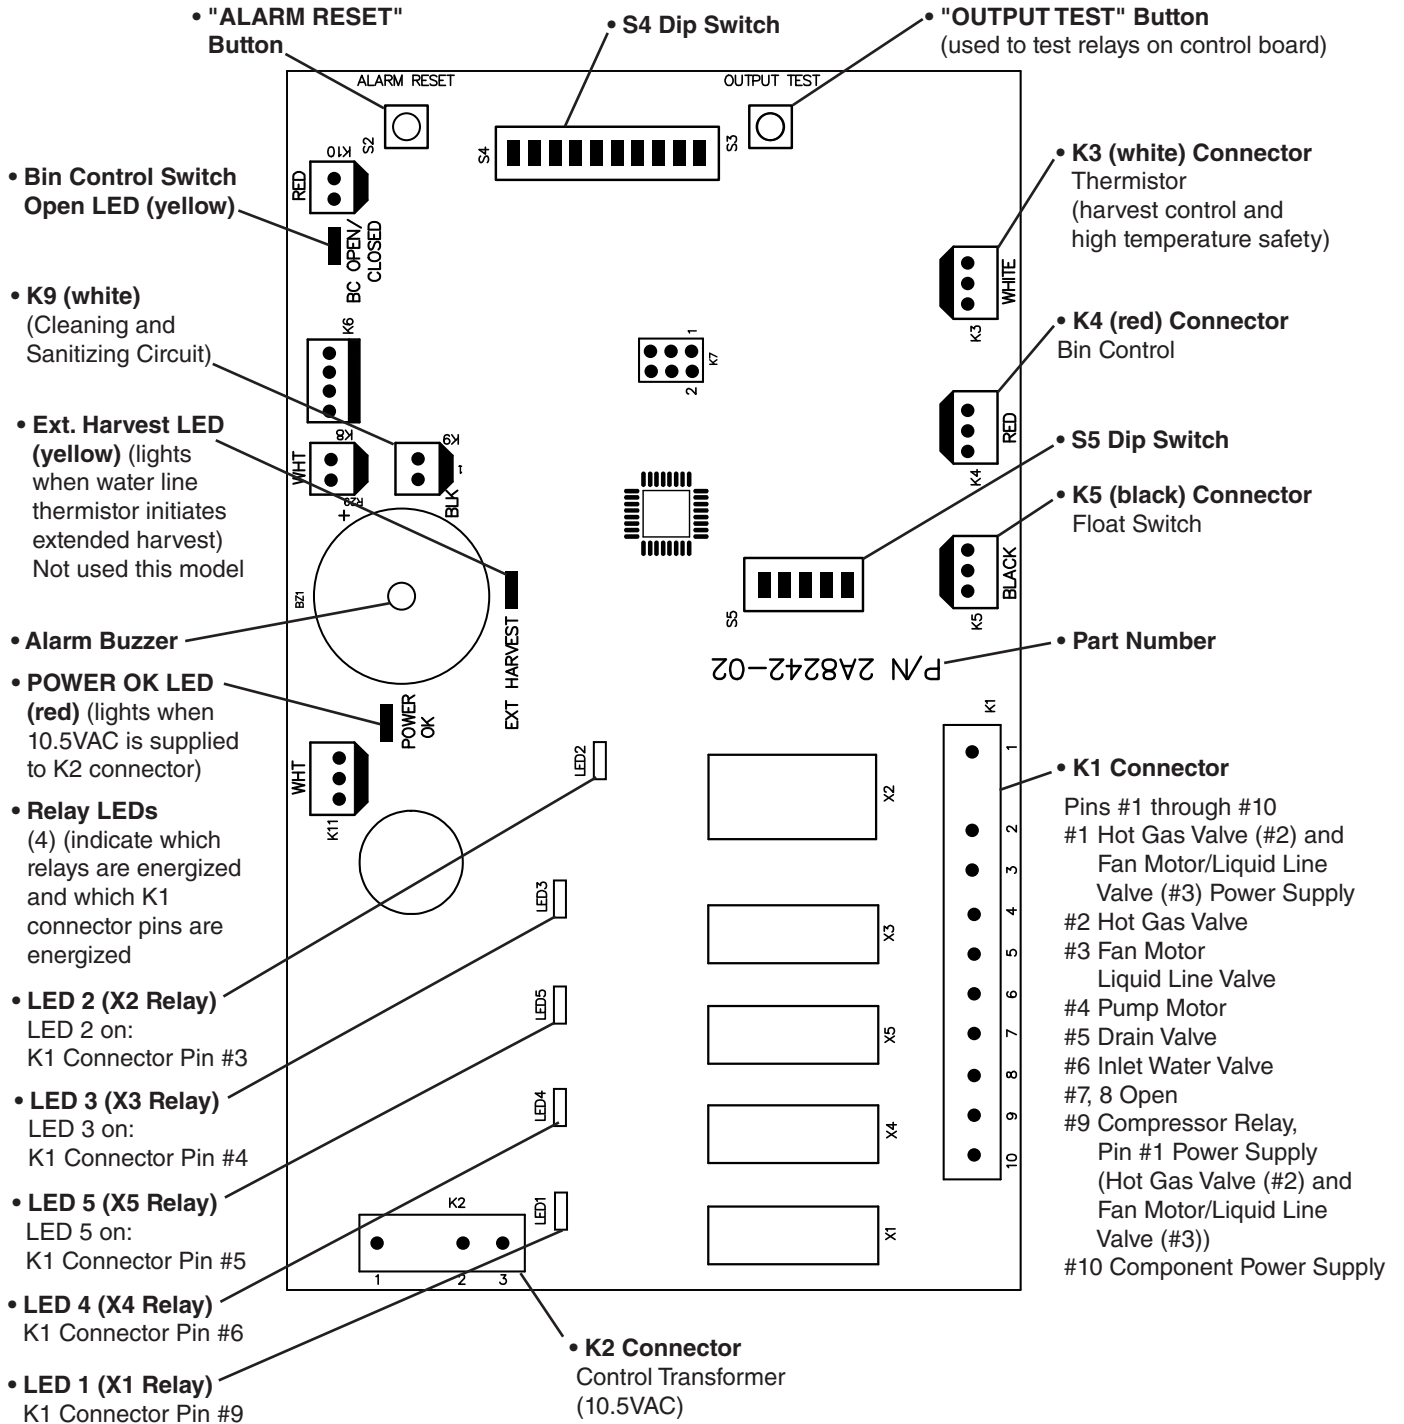 • "ALARM RESET"
Button
• S4 Dip Switch
• "OUTPUT TEST" Button
(used to test relays on control board)
ALARM RESET
OUTPUT TEST
S2
S4
S3
K10
RED
BC OPEN/
CLOSED
K6
K8
WHT
K9
1
BLK
R29
+
BZ1
EXT HARVEST
POWER
OK
WHT
K11
K7
1
2
WHITE
K3
RED
K4
BLACK
K5
S5
P/N 2A8242-02
K1
1
2
3
4
5
6
7
8
9
10
LED2
X2
LED3
X3
LED5
X5
LED4
X4
LED1
X1
K2
1
2
3
• Bin Control Switch
Open LED (yellow)
• K9 (white)
(Cleaning and
Sanitizing Circuit)
• Ext. Harvest LED
(yellow) (lights
when water line
thermistor initiates
extended harvest)
Not used this model
• Alarm Buzzer
• POWER OK LED
(red) (lights when
10.5VAC is supplied
to K2 connector)
• Relay LEDs
(4) (indicate which
relays are energized
and which K1
connector pins are
energized
• LED 2 (X2 Relay)
LED 2 on:
K1 Connector Pin #3
• LED 3 (X3 Relay)
LED 3 on:
K1 Connector Pin #4
• LED 5 (X5 Relay)
LED 5 on:
K1 Connector Pin #5
• LED 4 (X4 Relay)
K1 Connector Pin #6
• LED 1 (X1 Relay)
K1 Connector Pin #9
• K3 (white) Connector
Thermistor
(harvest control and
high temperature safety)
• K4 (red) Connector
Bin Control
• S5 Dip Switch
• K5 (black) Connector
Float Switch
• Part Number
• K1 Connector
Pins #1 through #10
#1 Hot Gas Valve (#2) and
Fan Motor/Liquid Line
Valve (#3) Power Supply
#2 Hot Gas Valve
#3 Fan Motor
Liquid Line Valve
#4 Pump Motor
#5 Drain Valve
#6 Inlet Water Valve
#7, 8 Open
#9 Compressor Relay,
Pin #1 Power Supply
(Hot Gas Valve (#2) and
Fan Motor/Liquid Line
Valve (#3))
#10 Component Power Supply
• K2 Connector
Control Transformer
(10.5VAC)